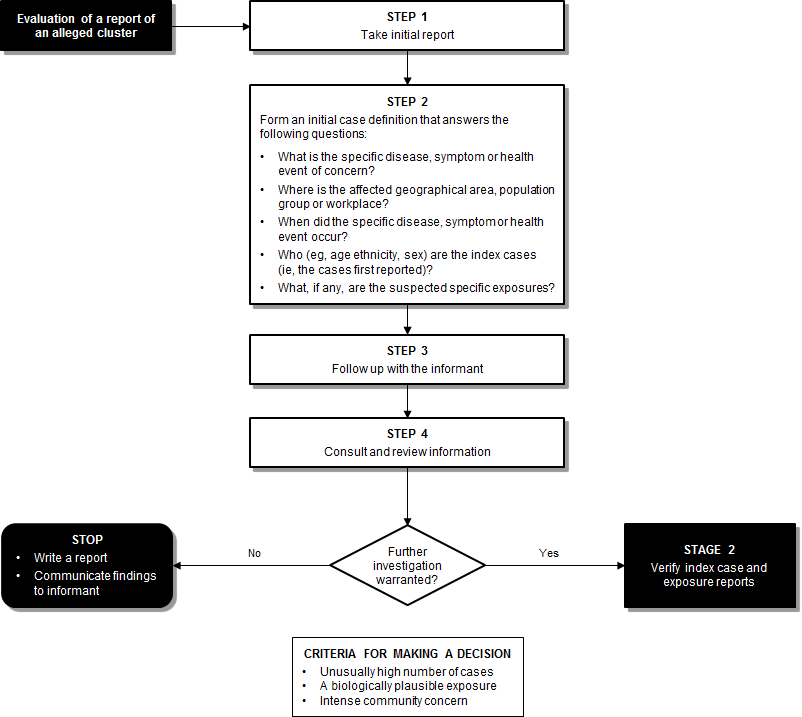 Evaluation of a report of
an alleged cluster
STEP 1
Take initial report
STEP 2
Form an initial case definition that answers the
following questions:
• What is the specific disease, symptom or health
event of concern?
• Where is the affected geographical area, population
group or workplace?
• When did the specific disease, symptom or health
event occur?
• Who (eg, age ethnicity, sex) are the index cases
(ie, the cases first reported)?
• What, if any, are the suspected specific exposures?
STEP 3
Follow up with the informant
STEP 4
Consult and review information
STOP
• Write a report
• Communicate findings
to informant
No
Further
investigation
warranted?
Yes
STAGE 2
Verify index case and
exposure reports
CRITERIA FOR MAKING A DECISION
• Unusually high number of cases
• A biologically plausible exposure
• Intense community concern